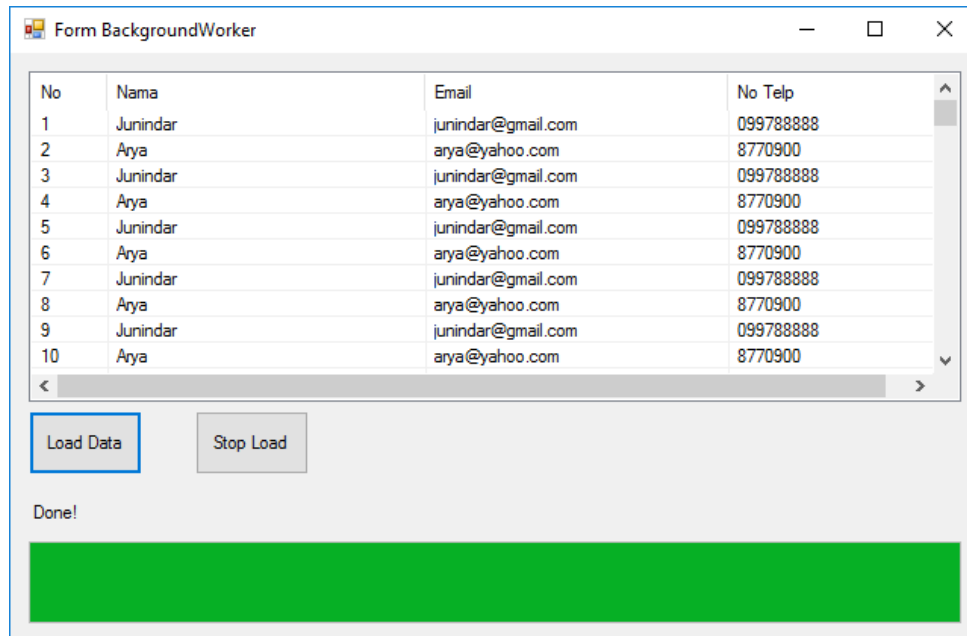 Form BackgroundWorker
No Nama Email No Telp
1 Junindar junindar@gmail.com 099788888
2 Arya arya@yahoo.com 8770900
3 Junindar junindar@gmail.com 099788888
4 Arya arya@yahoo.com 8770900
5 Junindar junindar@gmail.com 099788888
6 Arya arya@yahoo.com 8770900
7 Junindar junindar@gmail.com 099788888
8 Arya arya@yahoo.com 8770900
9 Junindar junindar@gmail.com 099788888
10 Arya arya@yahoo.com 8770900
Load Data Stop Load
Done!